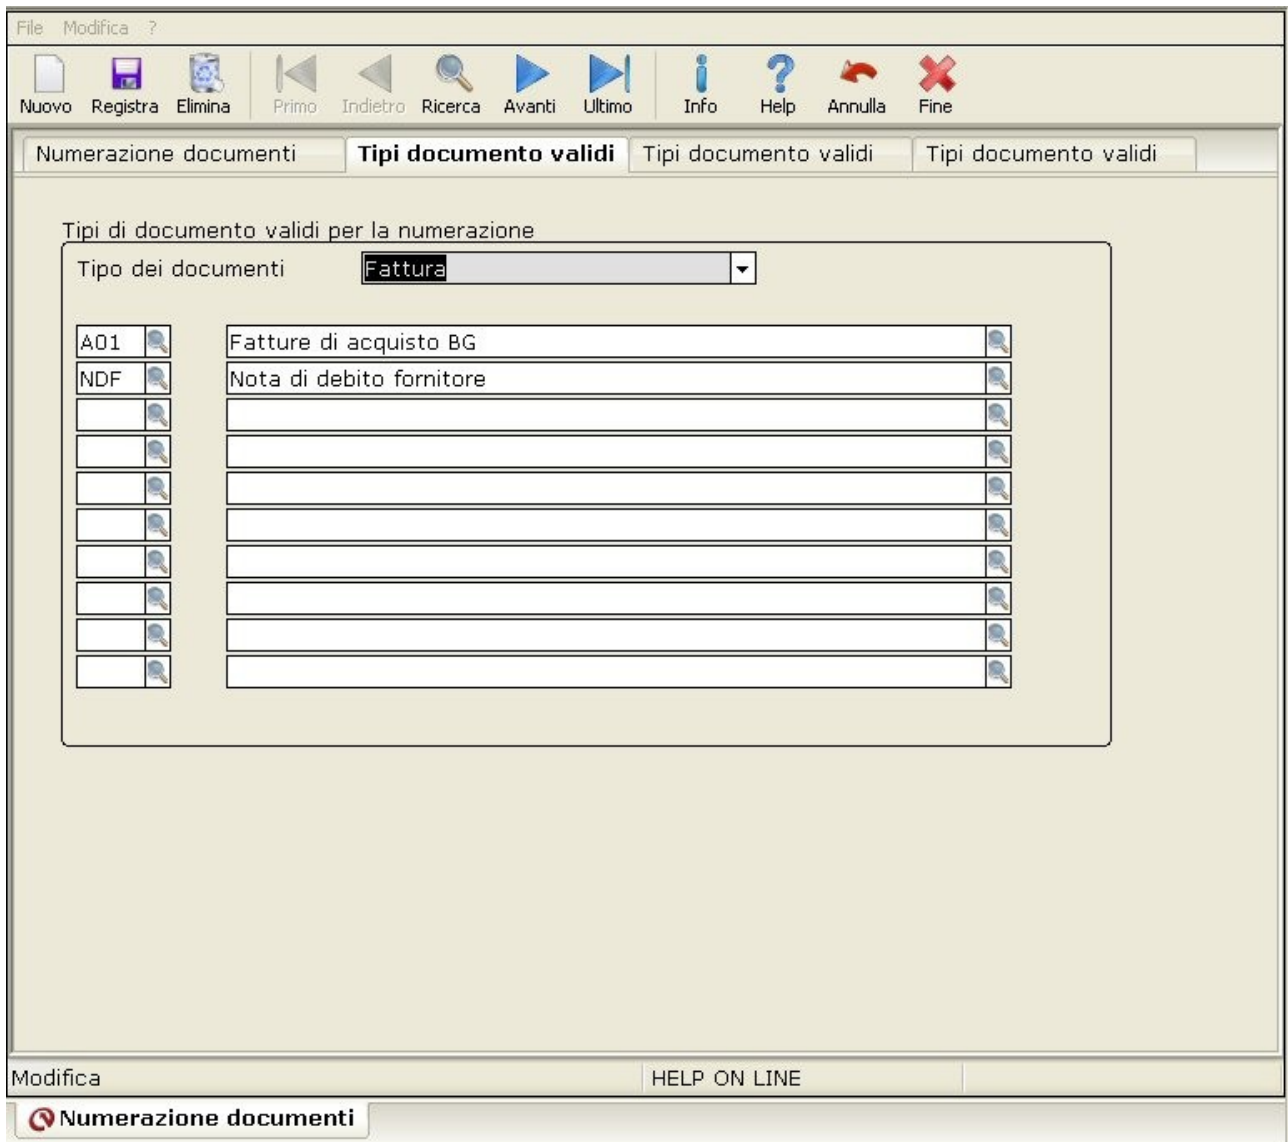 File Modifica ?
Nuovo Registra Elimina Primo Indietro Ricerca Avanti Ultimo Info Help Annulla Fine
Numerazione documenti Tipi documento validi Tipi documento validi Tipi documento validi
Tipi di documento validi per la numerazione
Tipo dei documenti Fattura
A01 Fatture di acquisto BG
NDF Nota di debito fornitore
Modifica HELP ON LINE
Numerazione documenti